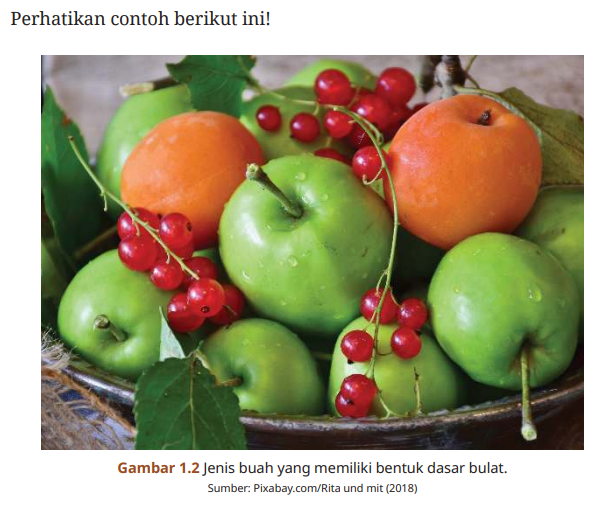 Perhatikan contoh berikut ini!
Gambar 1.2 Jenis buah yang memiliki bentuk dasar bulat.
Sumber: Pixabay.com/Rita und mit (2018)